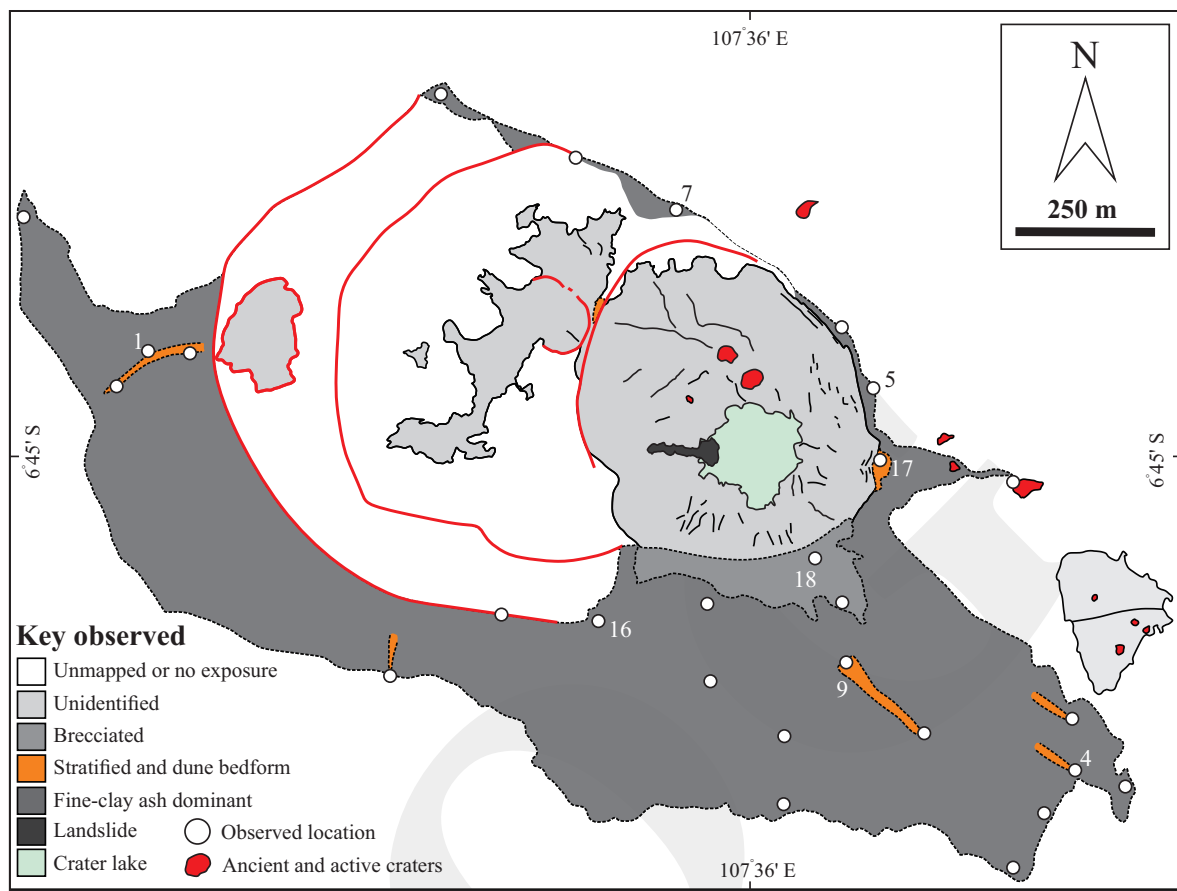 107°36' E
N
250 m
7
1
5
6°45' S
6°45' S
17
18
16
9
4
Key observed
Unmapped or no exposure
Unidentified
Brecciated
Stratified and dune bedform
Fine-clay ash dominant
Landslide
Observed location
Crater lake
Ancient and active craters
107°36' E